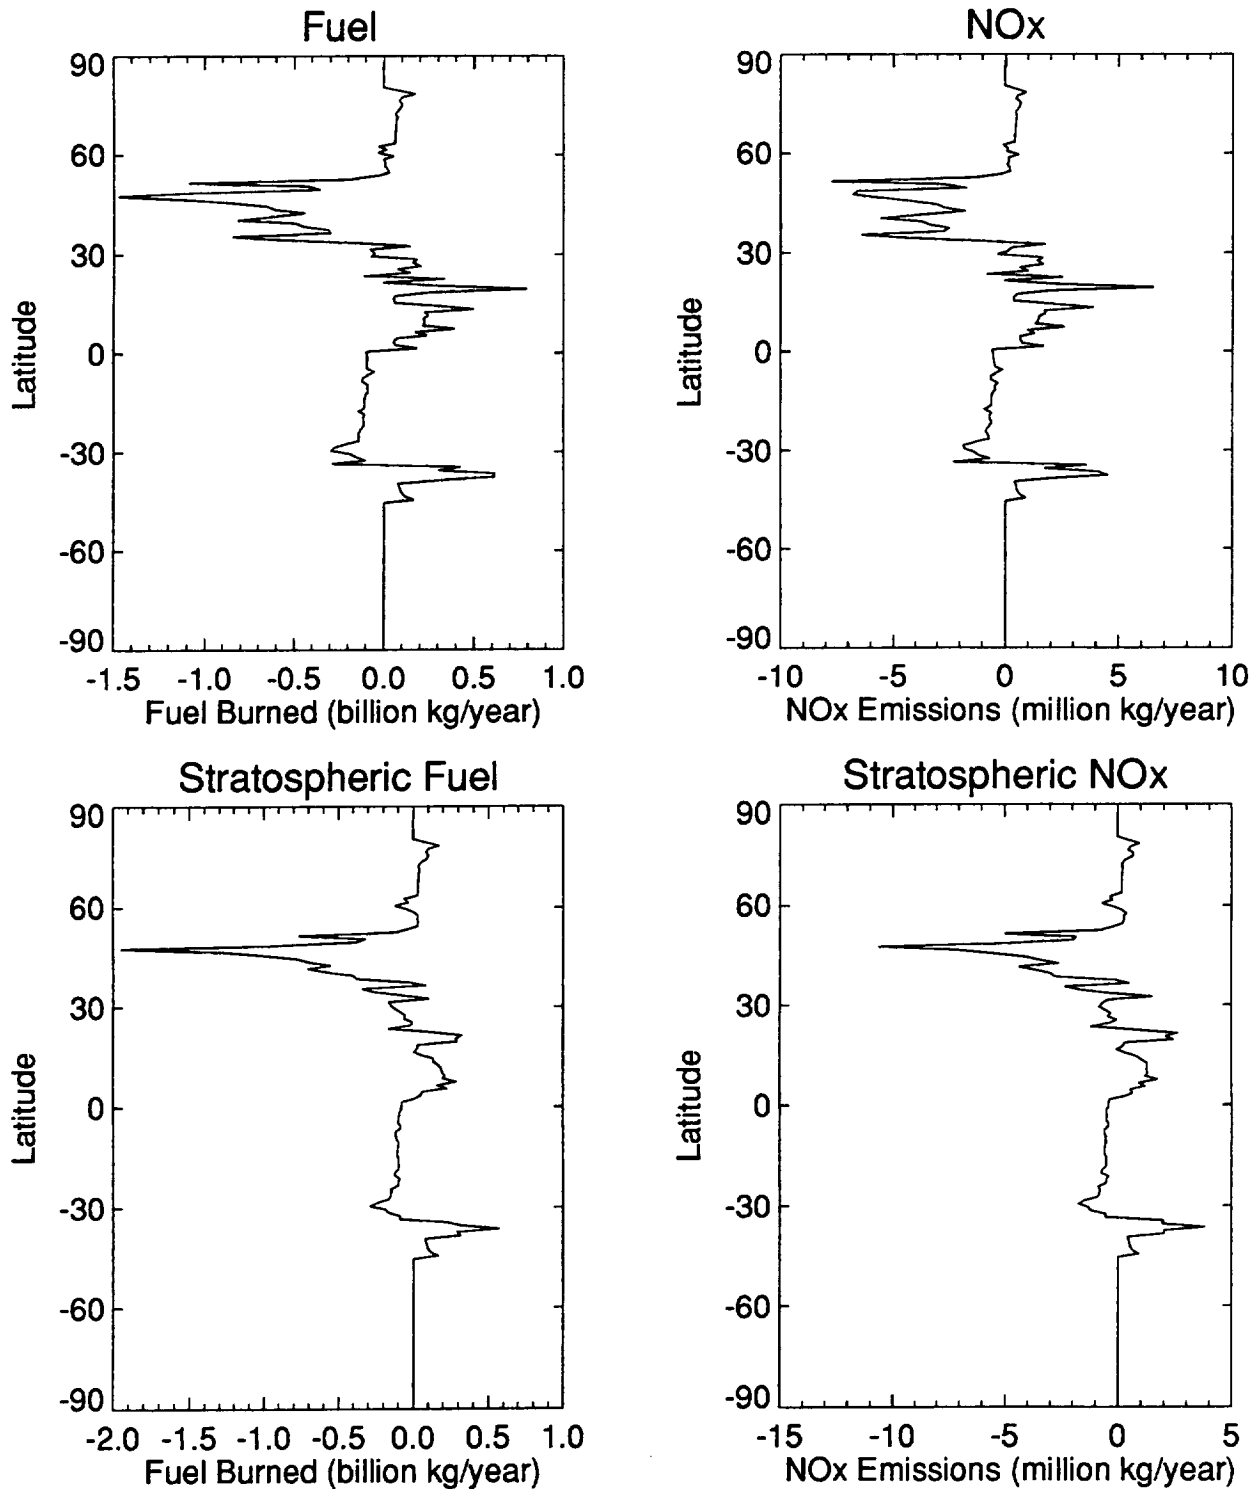 Fuel
90
60
30
0
-30
-60
-90
Latitude
-1.5 -1.0 -0.5 0.0 0.5 1.0
Fuel Burned (billion kg/year)
NOx
90
60
30
0
-30
-60
-90
Latitude
-10 -5 0 5 10
NOx Emissions (million kg/year)
Stratospheric Fuel
90
60
30
0
-30
-60
-90
Latitude
-2.0 -1.5 -1.0 -0.5 0.0 0.5 1.0
Fuel Burned (billion kg/year)
Stratospheric NOx
90
60
30
0
-30
-60
-90
Latitude
-15 -10 -5 0 5
NOx Emissions (million kg/year)